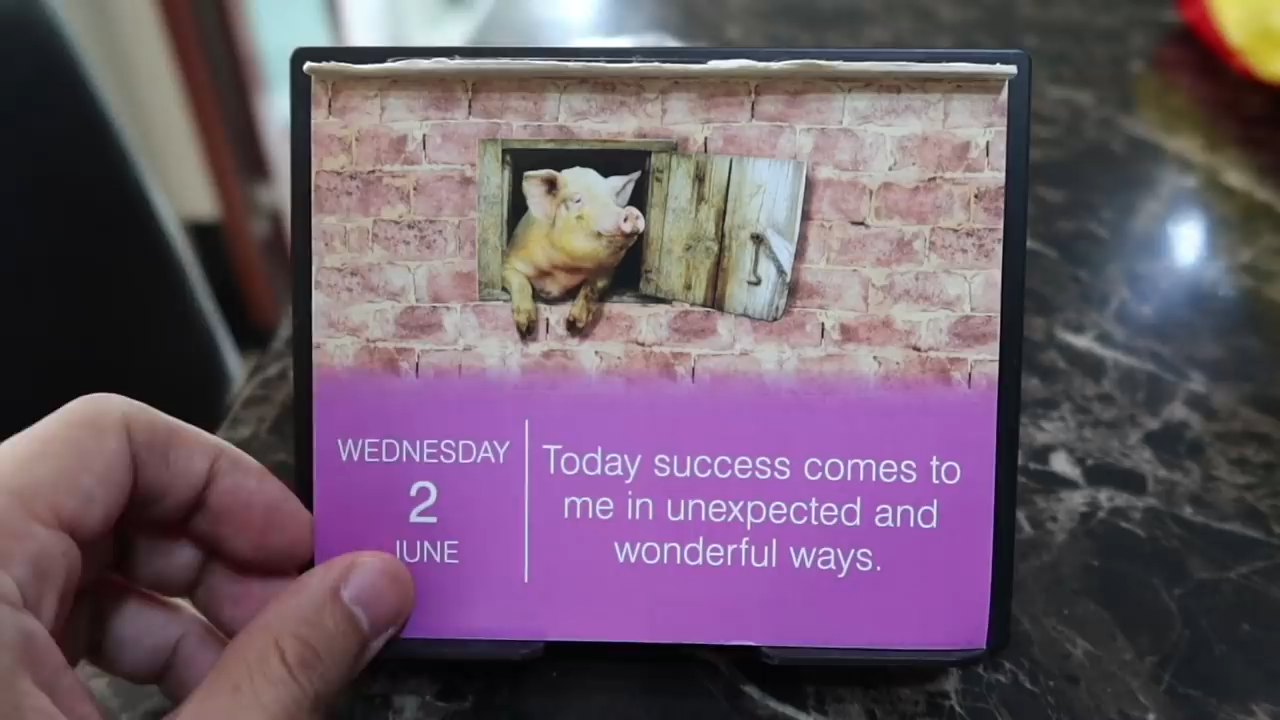 WEDNESDAY
2
JUNE
Today success comes to
me in unexpected and
wonderful ways.